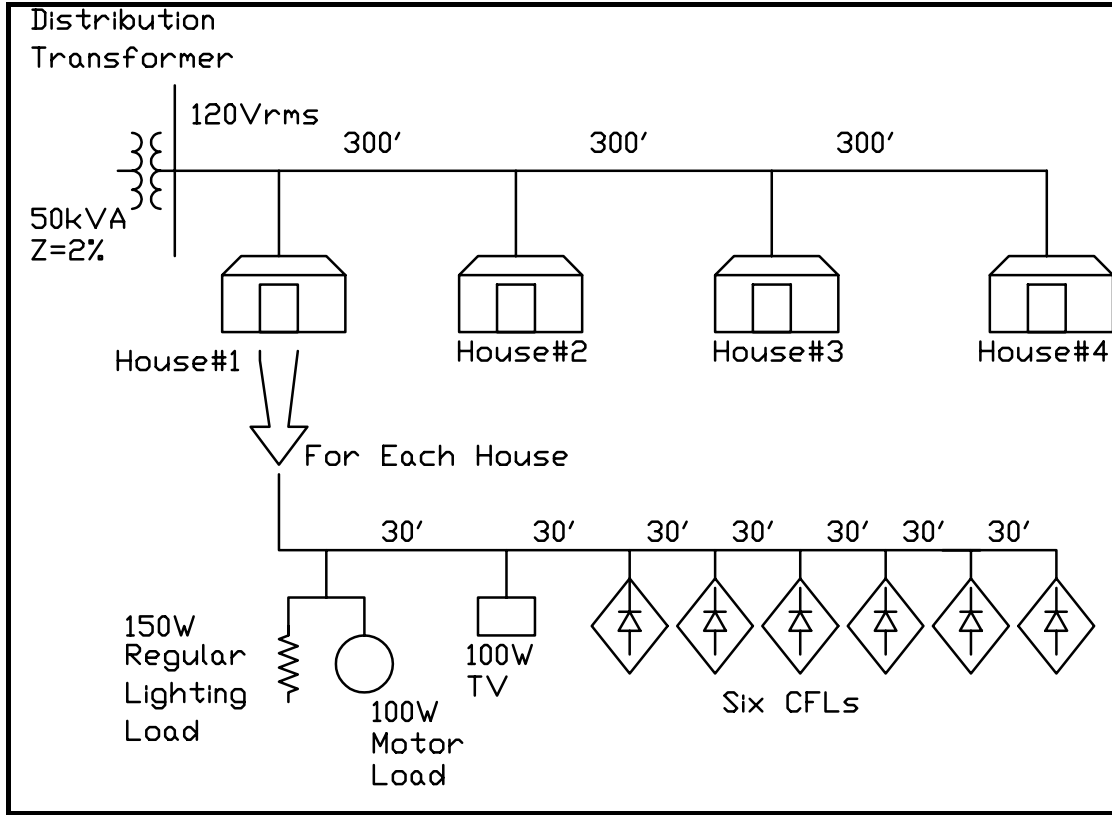 Distribution
Transformer
120Vrms
300' 300' 300'
50kVA
Z=2%
House#1 House#2 House#3 House#4
For Each House
30' 30' 30' 30' 30' 30' 30'
150W
Regular
Lighting
Load
100W
Motor
Load
100W
TV
Six CFLs